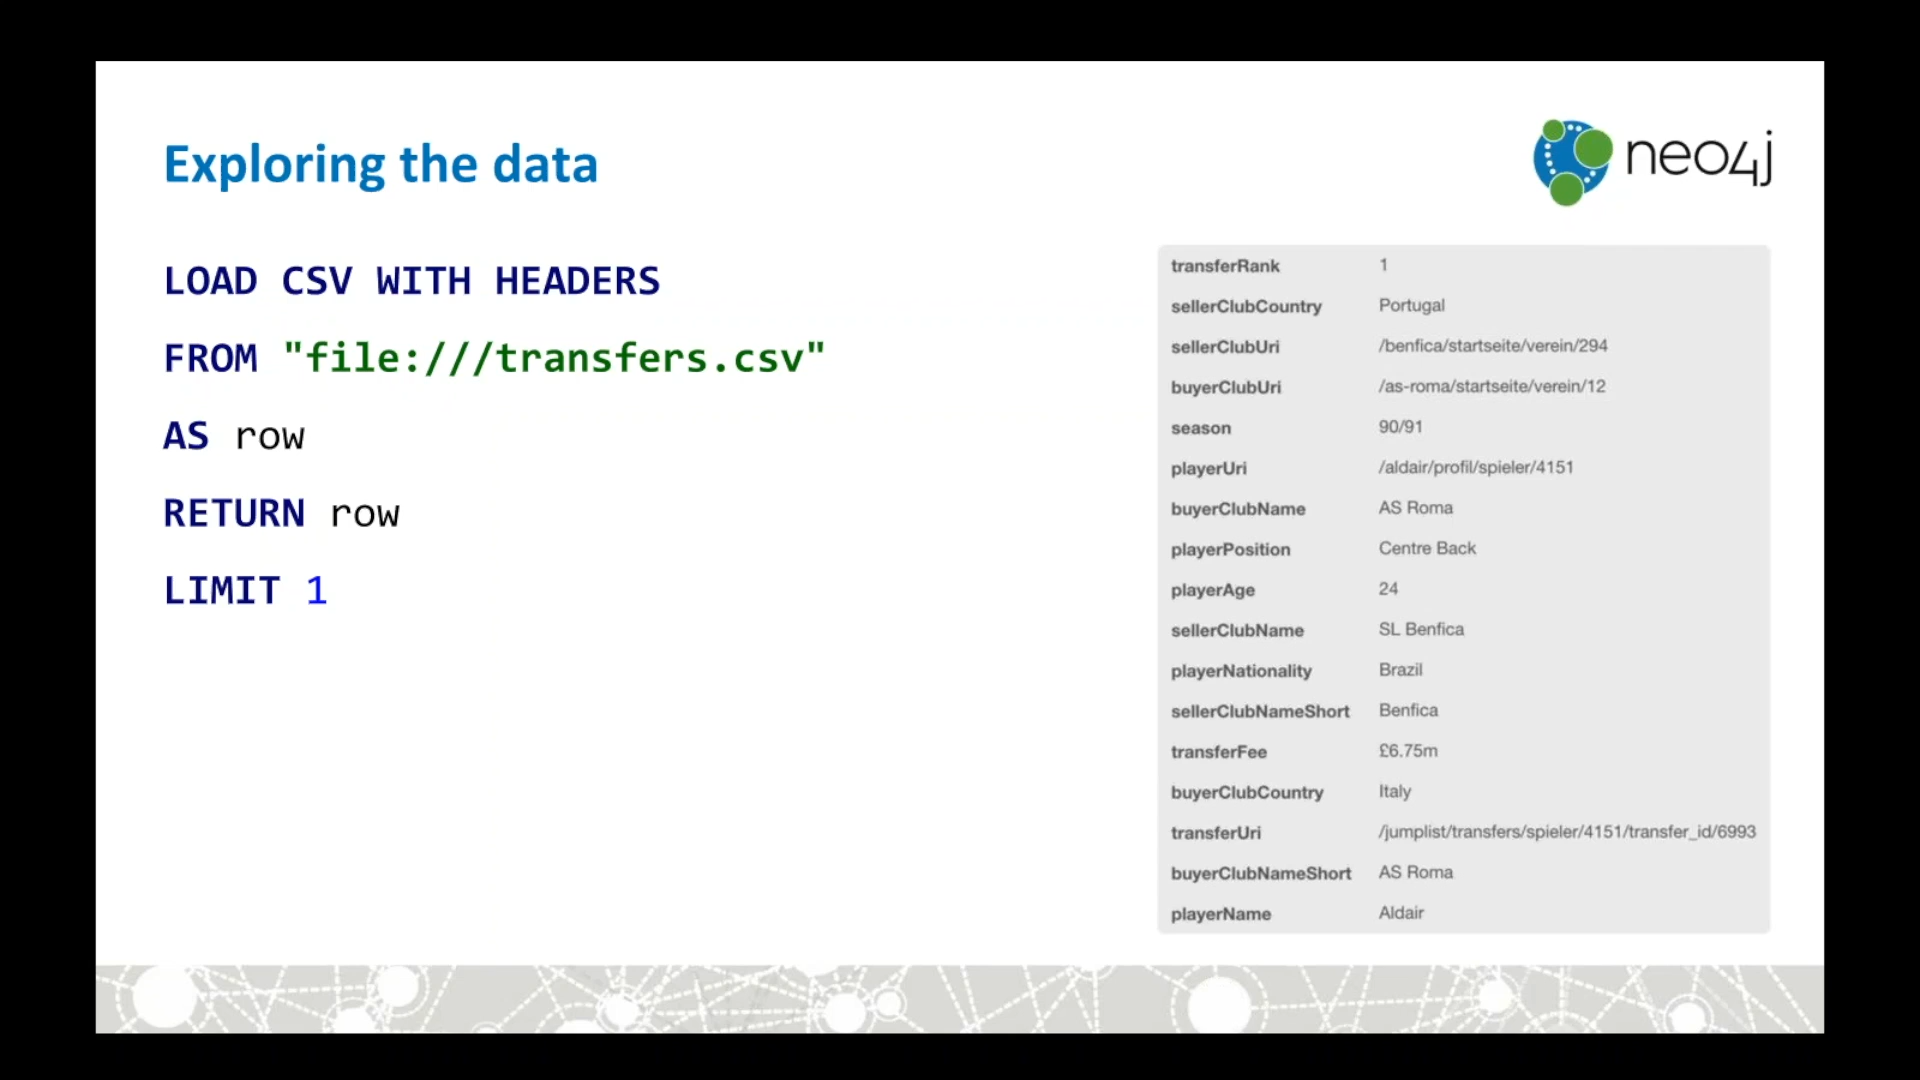 Exploring the data
neo4j
LOAD CSV WITH HEADERS
FROM "file:///transfers.csv"
AS row
RETURN row
LIMIT 1
transferRank 1
sellerClubCountry Portugal
sellerClubUri /benfica/startseite/verein/294
buyerClubUri /as-roma/startseite/verein/12
season 90/91
playerUri /aldair/profil/spieler/4151
buyerClubName AS Roma
playerPosition Centre Back
playerAge 24
sellerClubName SL Benfica
playerNationality Brazil
sellerClubNameShort Benfica
transferFee £6.75m
buyerClubCountry Italy
transferUri /jumplist/transfers/spieler/4151/transfer_id/6993
buyerClubNameShort AS Roma
playerName Aldair